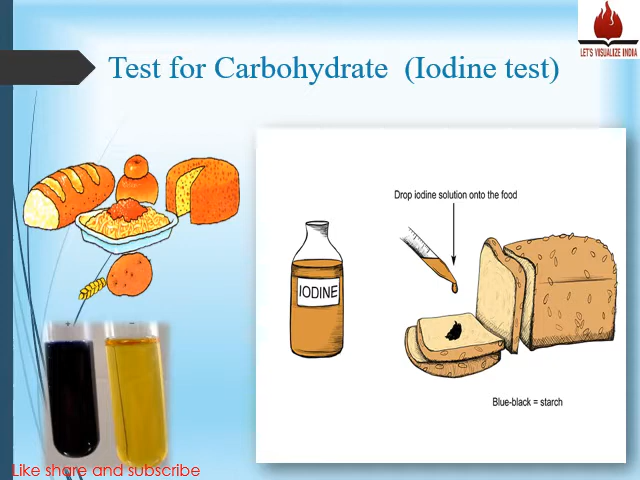 LET'S VISUALIZE INDIA
Test for Carbohydrate (Iodine test)
Drop iodine solution onto the food
IODINE
Blue-black = starch
Like share and subscribe